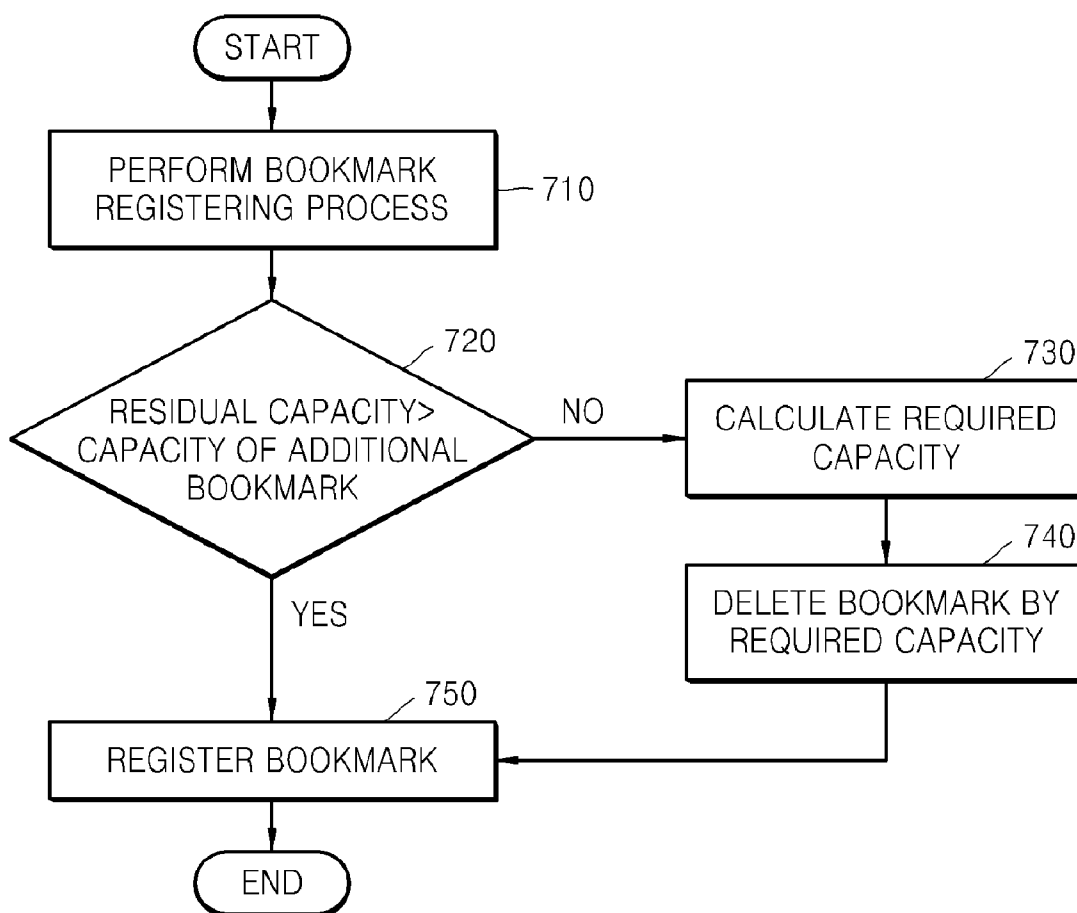 START
PERFORM BOOKMARK
REGISTERING PROCESS
710
720
RESIDUAL CAPACITY>
CAPACITY OF ADDITIONAL
BOOKMARK
NO
730
CALCULATE REQUIRED
CAPACITY
740
DELETE BOOKMARK BY
REQUIRED CAPACITY
YES
750
REGISTER BOOKMARK
END